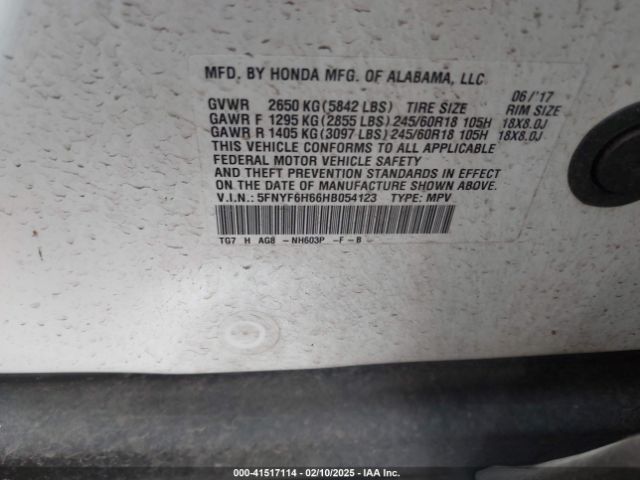 MFD. BY HONDA MFG. OF ALABAMA, LLC
06/'17
GVWR 2650 KG (5842 LBS) TIRE SIZE RIM SIZE
GAWR F 1295 KG (2855 LBS) 245/60R18 105H 18X8.0J
GAWR R 1405 KG (3097 LBS) 245/60R18 105H 18X8.0J
THIS VEHICLE CONFORMS TO ALL APPLICABLE
FEDERAL MOTOR VEHICLE SAFETY
AND THEFT PREVENTION STANDARDS IN EFFECT
ON THE DATE OF MANUFACTURE SHOWN ABOVE.
V.I.N.: 5FNYF6H66HB054123 TYPE: MPV
TG7 H AG8 -NH603P -F -B
000-41517114 — 02/10/2025 — IAA Inc.